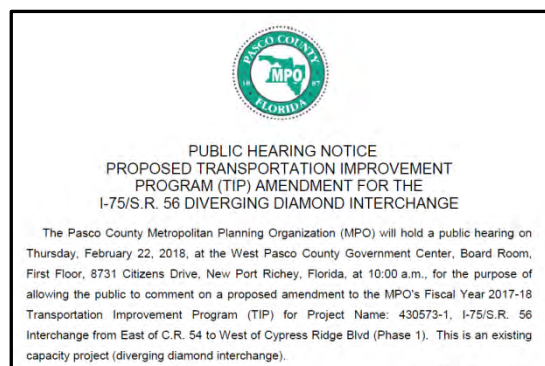 PASCO COUNTY
MPO
18 87
FLORIDA
PUBLIC HEARING NOTICE
PROPOSED TRANSPORTATION IMPROVEMENT
PROGRAM (TIP) AMENDMENT FOR THE
I-75/S.R. 56 DIVERGING DIAMOND INTERCHANGE
The Pasco County Metropolitan Planning Organization (MPO) will hold a public hearing on
Thursday, February 22, 2018, at the West Pasco County Government Center, Board Room,
First Floor, 8731 Citizens Drive, New Port Richey, Florida, at 10:00 a.m., for the purpose of
allowing the public to comment on a proposed amendment to the MPO's Fiscal Year 2017-18
Transportation Improvement Program (TIP) for Project Name: 430573-1, I-75/S.R. 56
Interchange from East of C.R. 54 to West of Cypress Ridge Blvd (Phase 1). This is an existing
capacity project (diverging diamond interchange).